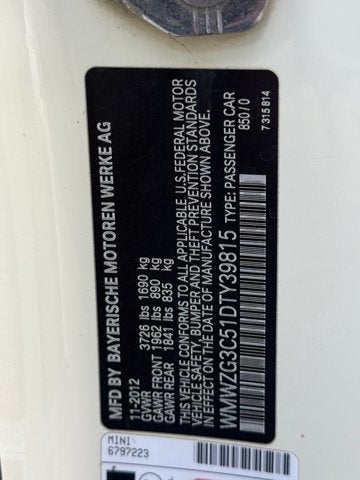 MFD BY BAYERISCHE MOTOREN WERKE AG
11-2012
GVWR 3726 lbs 1690 kg
GAWR FRONT 1962 lbs 890 kg
GAWR REAR 1841 lbs 835 kg
THIS VEHICLE CONFORMS TO ALL APPLICABLE U.S. FEDERAL MOTOR
VEHICLE SAFETY, BUMPER AND THEFT PREVENTION
STANDARDS IN EFFECT ON THE DATE OF MANUFACTURE SHOWN ABOVE.
WMWZG3C51DTY39815 TYPE: PASSENGER CAR
850/0
7 315 814
MINI
6797223